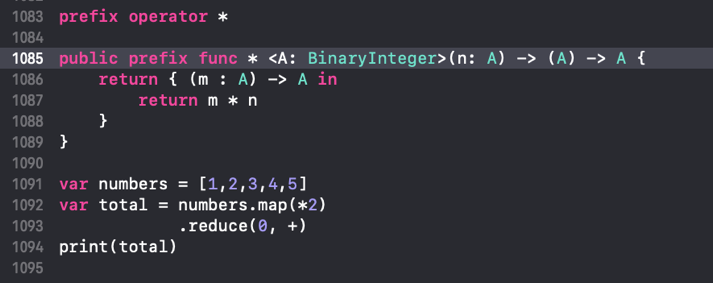 1083 prefix operator *
1084
1085 public prefix func * <A: BinaryInteger>(n: A) -> (A) -> A {
1086     return { (m : A) -> A in
1087         return m * n
1088     }
1089 }
1090
1091 var numbers = [1,2,3,4,5]
1092 var total = numbers.map(*2)
1093             .reduce(0, +)
1094 print(total)
1095